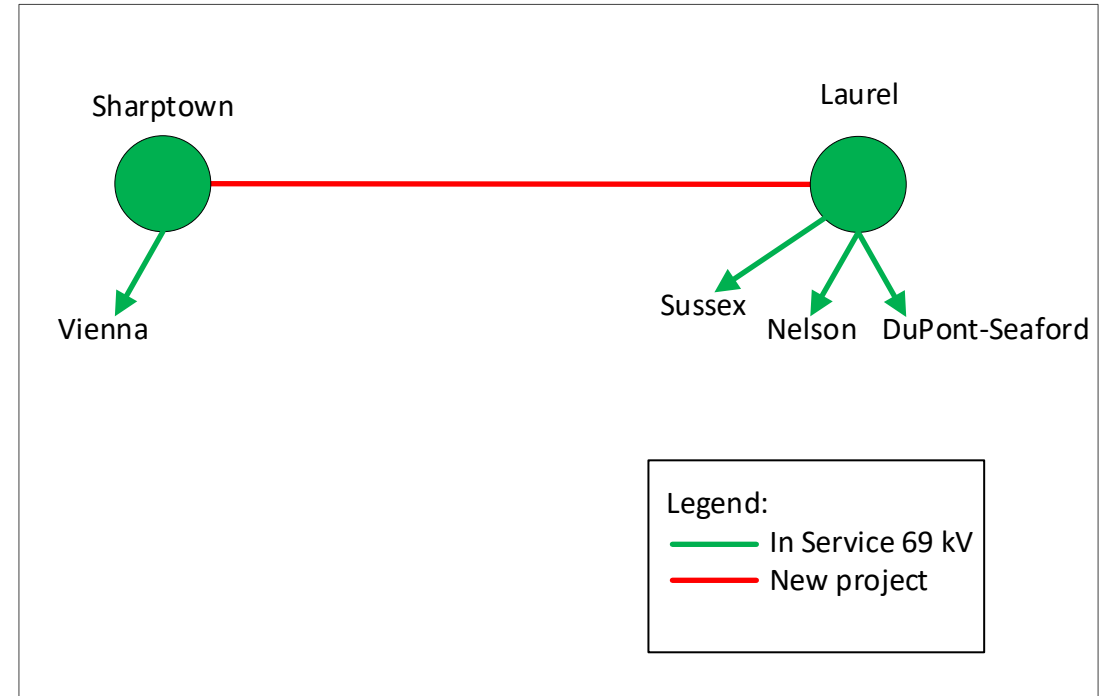 Sharptown
Laurel
Vienna
Sussex
Nelson
DuPont-Seaford
Legend:
In Service 69 kV
New project